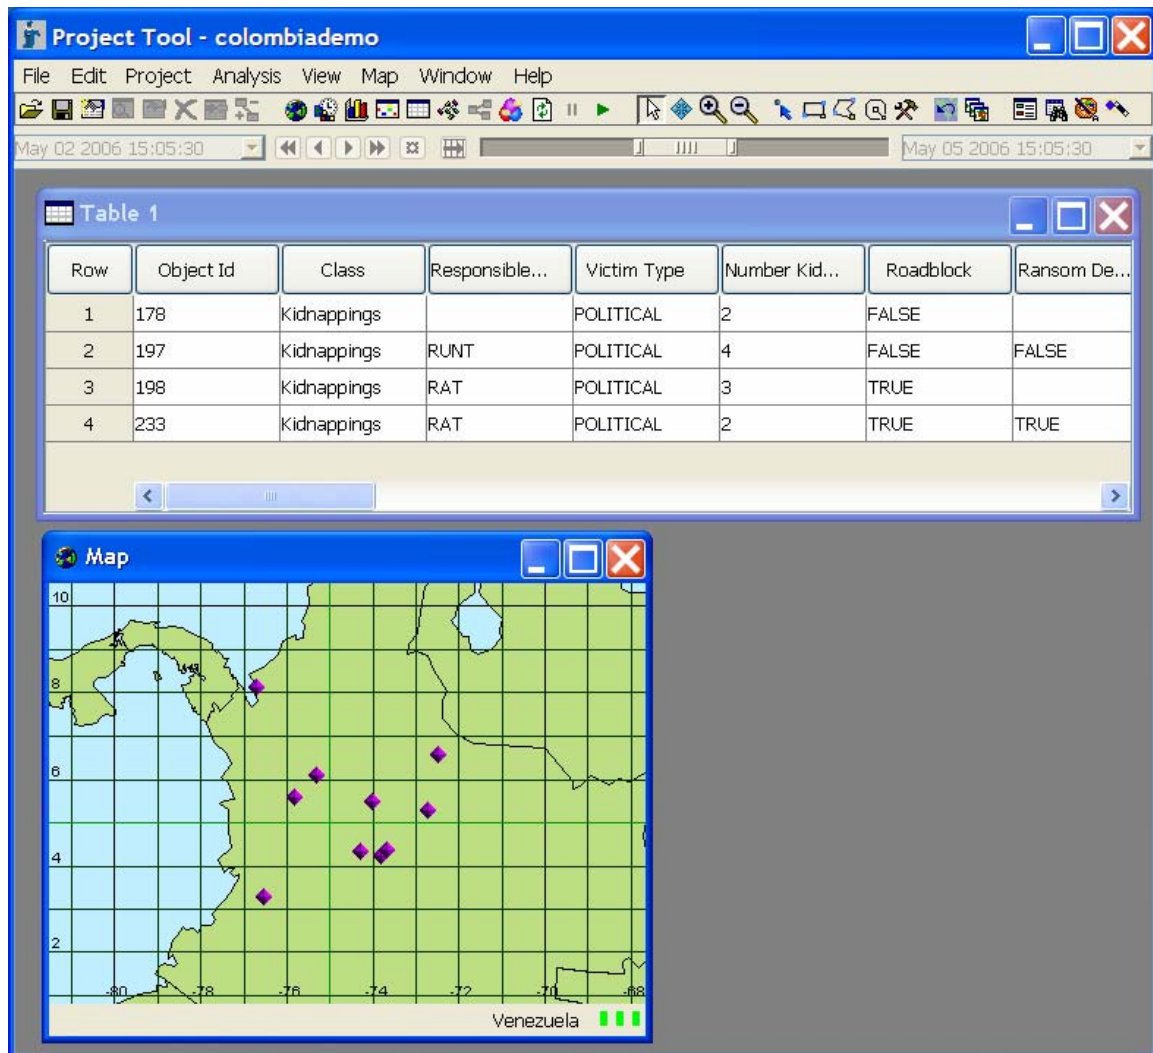 Project Tool - colombiademo
File Edit Project Analysis View Map Window Help
May 02 2006 15:05:30 May 05 2006 15:05:30
Table 1
Row Object Id Class Responsible... Victim Type Number Kid... Roadblock Ransom De...
1 178 Kidnappings POLITICAL 2 FALSE
2 197 Kidnappings RUNT POLITICAL 4 FALSE FALSE
3 198 Kidnappings RAT POLITICAL 3 TRUE
4 233 Kidnappings RAT POLITICAL 2 TRUE TRUE
Map
10
8
6
4
2
-80 -78 -76 -74 -72 -70 -68
Venezuela